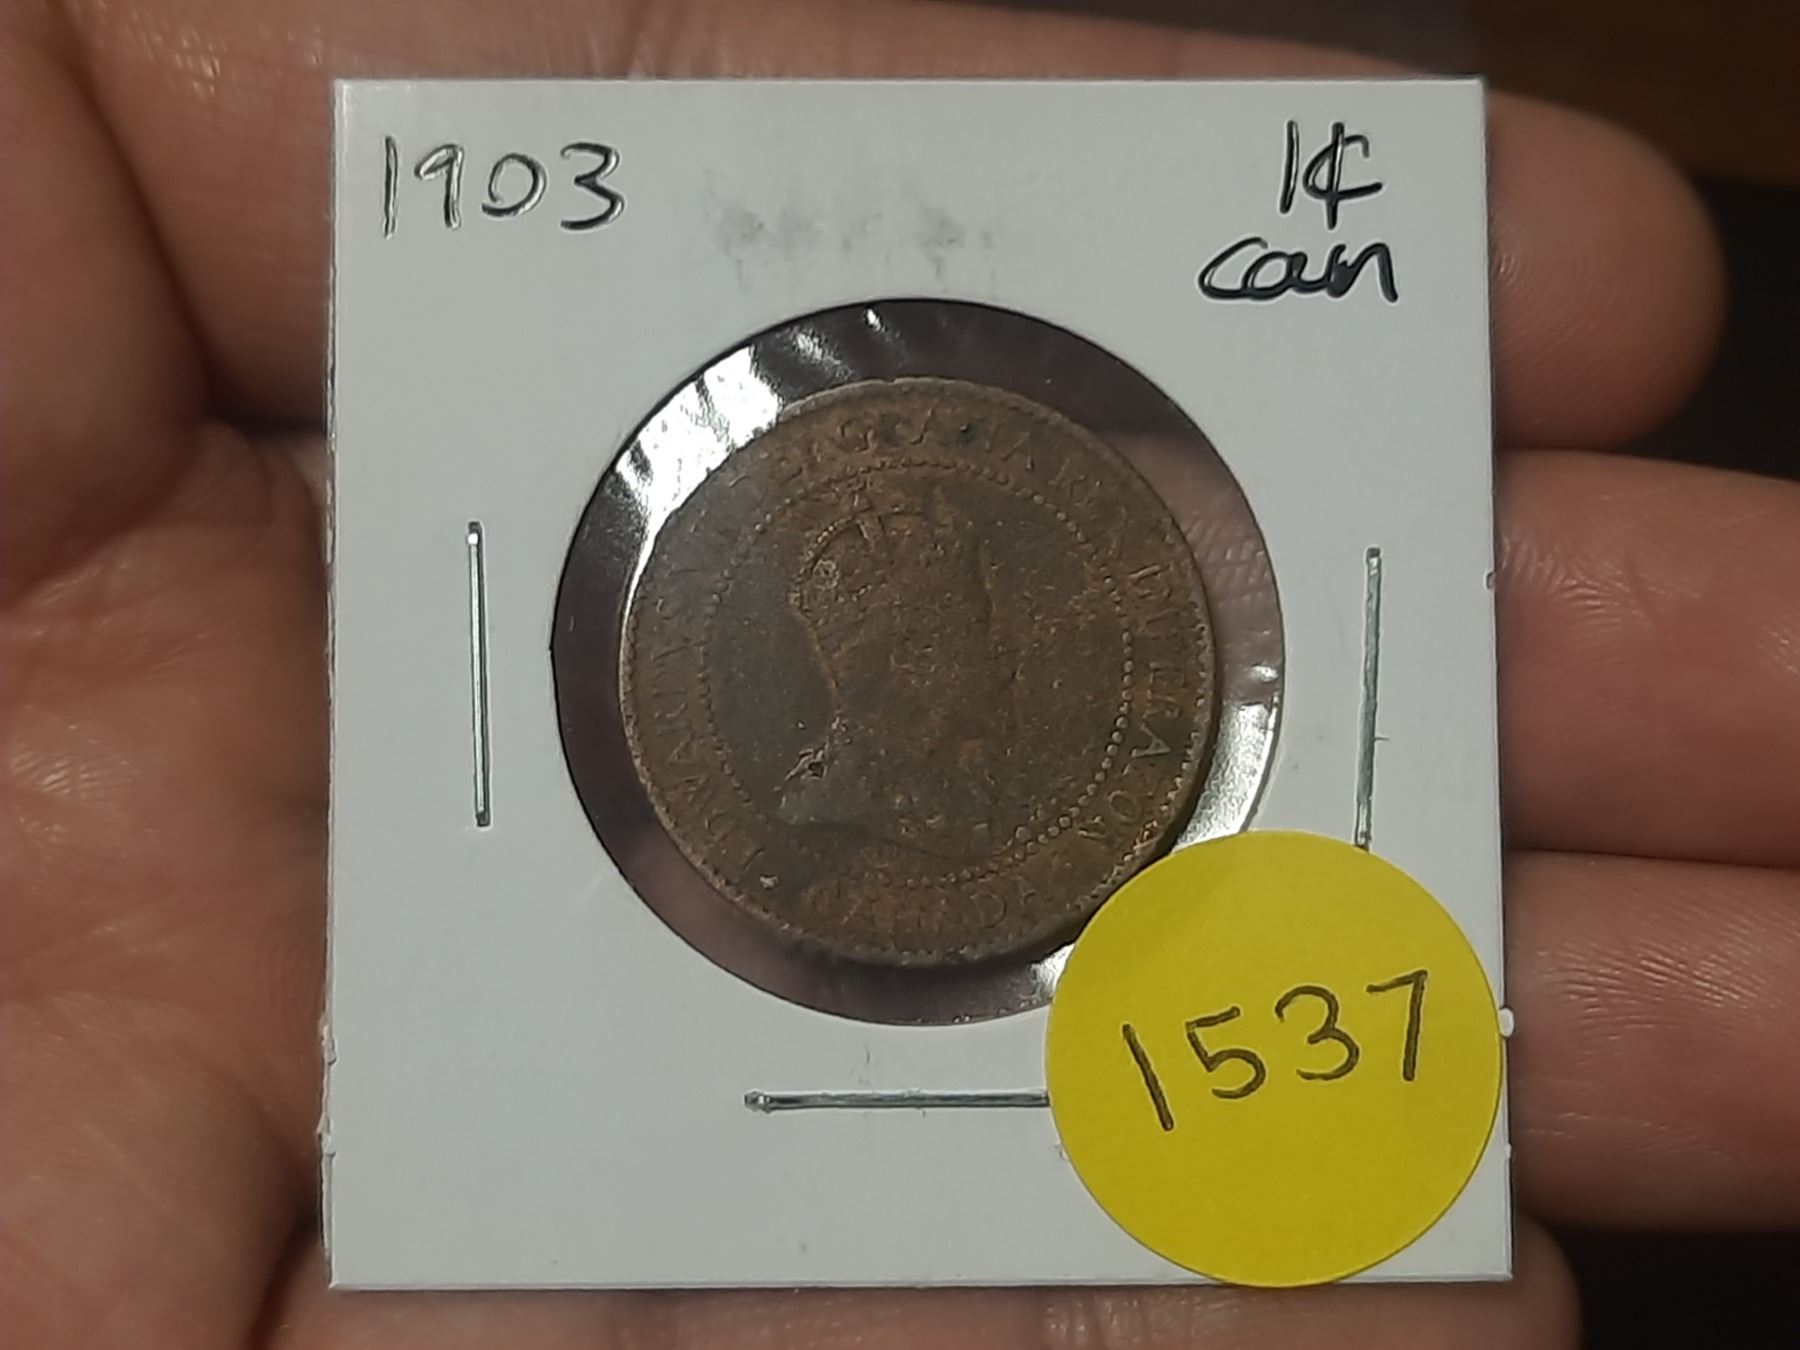 1903
1¢
can
EDWARDVS VII DEI GRATIA REX IMPERATOR
CANADA
1537